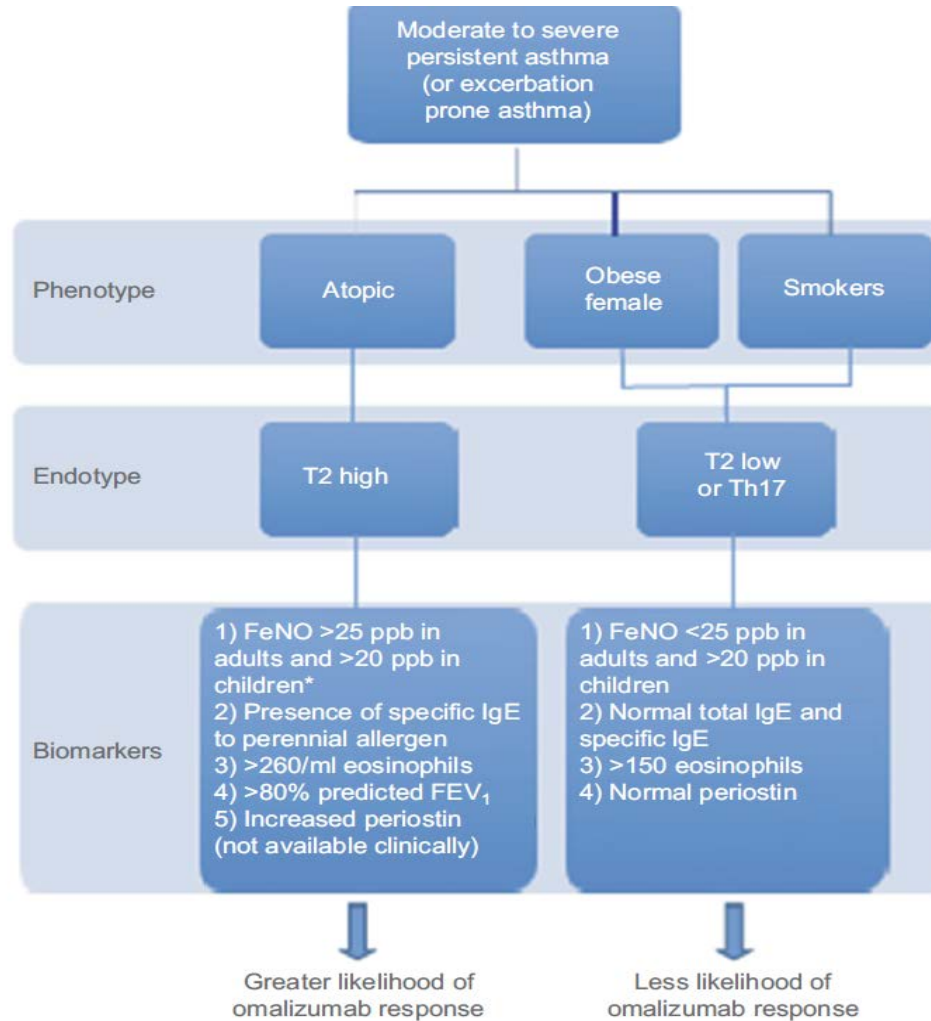 Moderate to severe
persistent asthma
(or excerbation
prone asthma)
Phenotype
Atopic
Obese
female
Smokers
Endotype
T2 high
T2 low
or Th17
Biomarkers
1) FeNO >25 ppb in
adults and >20 ppb in
children*
2) Presence of specific IgE
to perennial allergen
3) >260/ml eosinophils
4) >80% predicted FEV₁
5) Increased periostin
(not available clinically)
1) FeNO <25 ppb in
adults and >20 ppb in
children
2) Normal total IgE and
specific IgE
3) >150 eosinophils
4) Normal periostin
Greater likelihood of
omalizumab response
Less likelihood of
omalizumab response